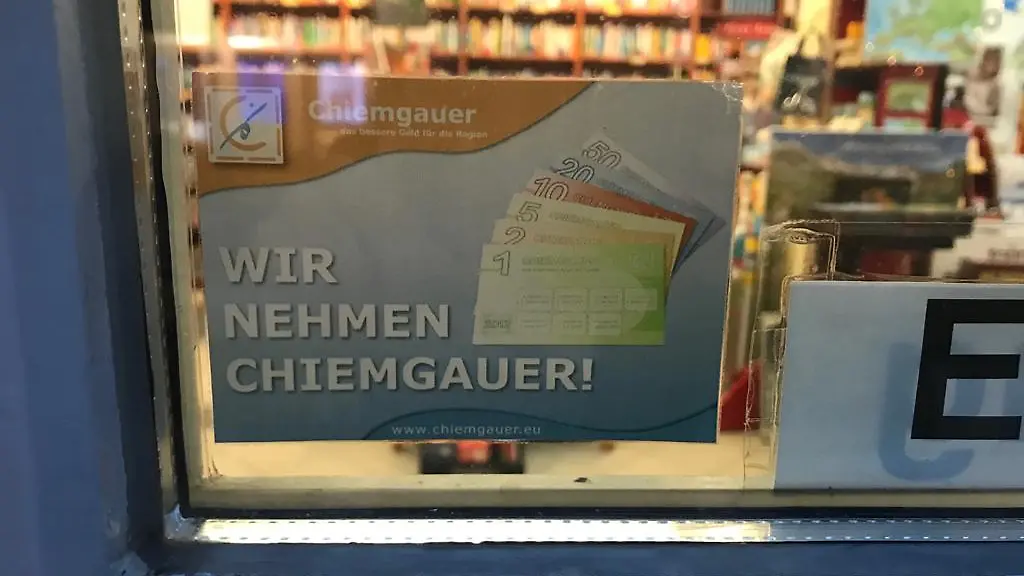 Chiemgauer
das bessere Geld für die Region
50
20
10
5
2
1
WIR
NEHMEN
CHIEMGAUER!
www.chiemgauer.eu
E